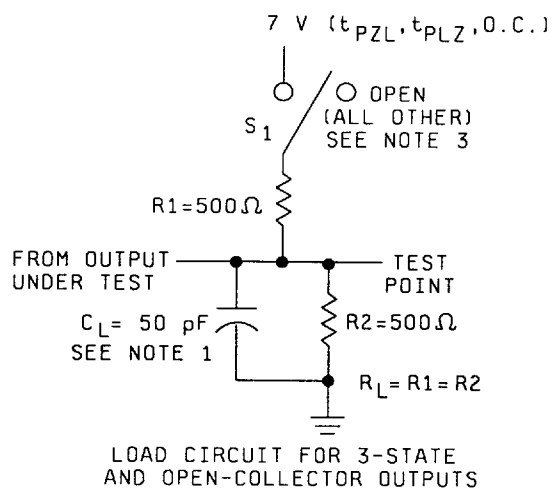 7 V (tPZL,tPLZ,O.C.)
OPEN
(ALL OTHER)
SEE NOTE 3
S1
R1=500Ω
FROM OUTPUT
UNDER TEST
TEST
POINT
CL= 50 pF
SEE NOTE 1
R2=500Ω
RL=R1=R2
LOAD CIRCUIT FOR 3-STATE
AND OPEN-COLLECTOR OUTPUTS